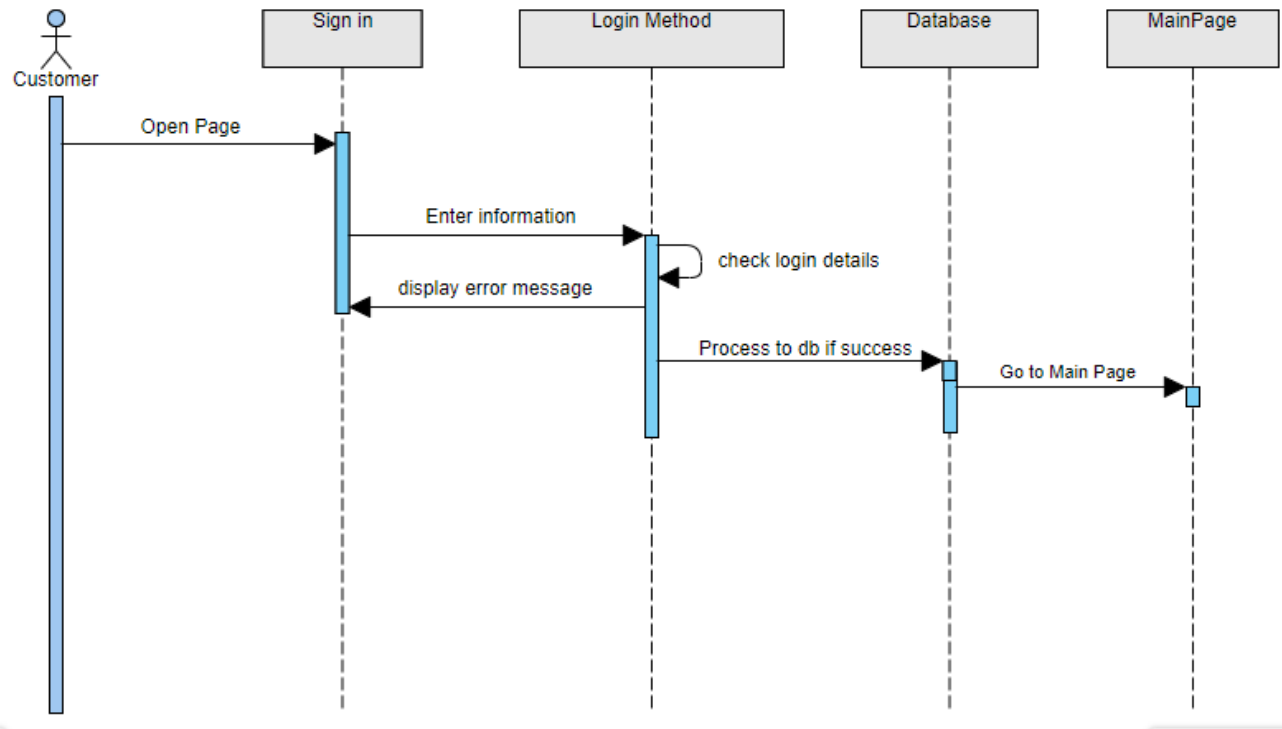 Sign in
Login Method
Database
MainPage
Customer
Open Page
Enter information
check login details
display error message
Process to db if success
Go to Main Page